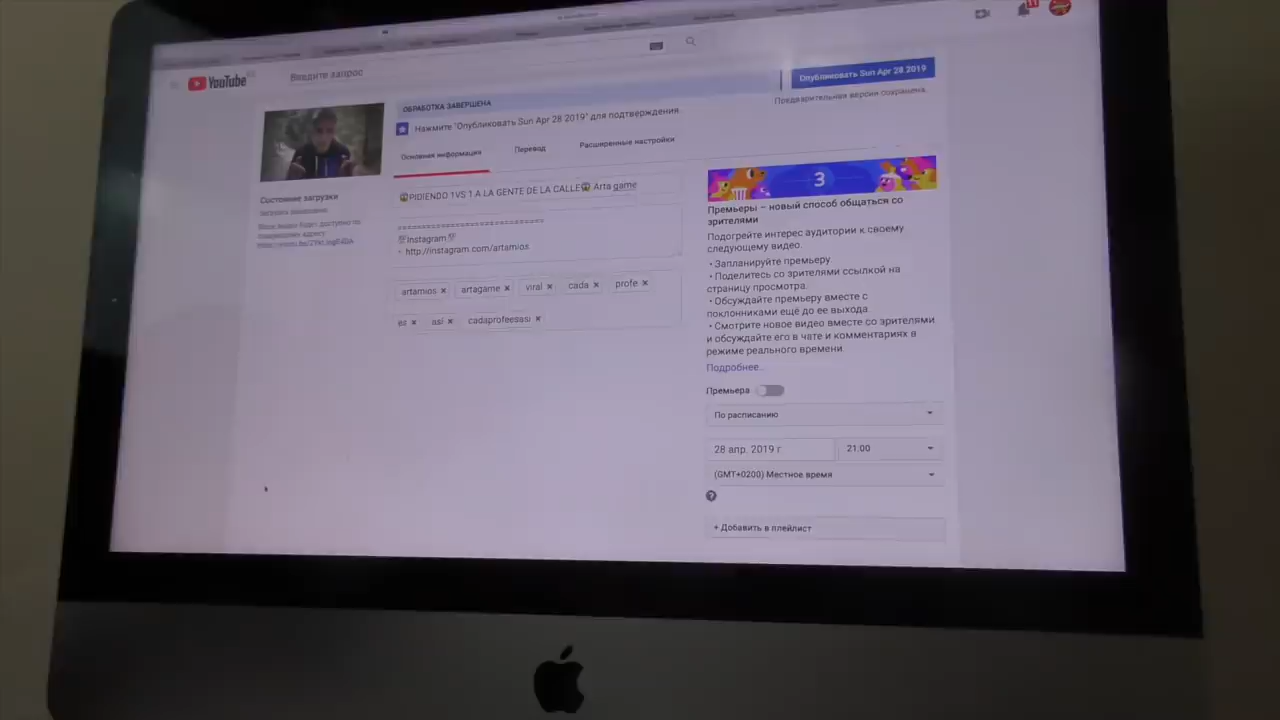 YouTube
Введите запрос
Опубликовать Sun Apr 28 2019
Предварительная версия сохранена.
ОБРАБОТКА ЗАВЕРШЕНА
Нажмите "Опубликовать Sun Apr 28 2019" для подтверждения
Основная информация
Перевод
Расширенные настройки
Состояние загрузки
😱PIDIENDO 1VS 1 A LA GENTE DE LA CALLE😱 Arta game
💯Instagram💯
- http://instagram.com/artamios
artamios × artagame × viral × cada × profe ×
es × asi × cadaprofeesasi ×
3
Премьеры – новый способ общаться со
зрителями
Подогрейте интерес аудитории к своему
следующему видео.
• Запланируйте премьеру.
• Поделитесь со зрителями ссылкой на
страницу просмотра.
• Обсуждайте премьеру вместе с
поклонниками ещё до ее выхода.
• Смотрите новое видео вместе со зрителями
и обсуждайте его в чате и комментариях в
режиме реального времени.
Подробнее...
Премьера
По расписанию
28 апр. 2019 г.
21:00
(GMT+0200) Местное время
?
+ Добавить в плейлист